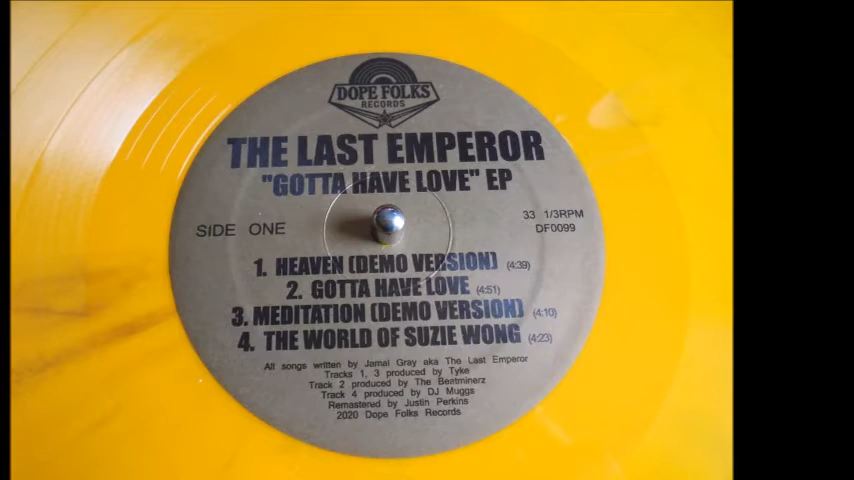 DOPE FOLKS
RECORDS
THE LAST EMPEROR
"GOTTA HAVE LOVE" EP
SIDE ONE
33 1/3RPM
DF0099
1. HEAVEN (DEMO VERSION) (4:39)
2. GOTTA HAVE LOVE (4:51)
3. MEDITATION (DEMO VERSION) (4:10)
4. THE WORLD OF SUZIE WONG (4:23)
All songs written by Jamal Gray aka The Last Emperor
Tracks 1, 3 produced by Tyke
Track 2 produced by The Beatminerz
Track 4 produced by DJ Muggs
Remastered by Justin Perkins
2020 Dope Folks Records